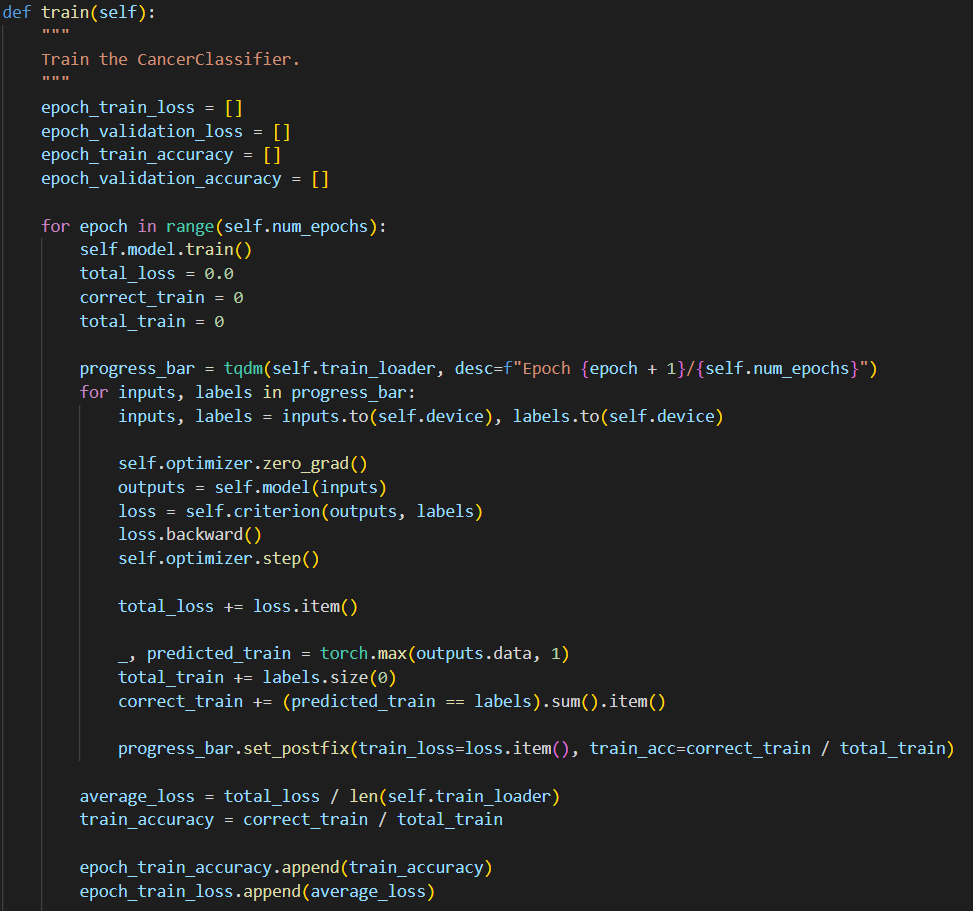 def train(self):
    """
    Train the CancerClassifier.
    """
    epoch_train_loss = []
    epoch_validation_loss = []
    epoch_train_accuracy = []
    epoch_validation_accuracy = []

    for epoch in range(self.num_epochs):
        self.model.train()
        total_loss = 0.0
        correct_train = 0
        total_train = 0

        progress_bar = tqdm(self.train_loader, desc=f"Epoch {epoch + 1}/{self.num_epochs}")
        for inputs, labels in progress_bar:
            inputs, labels = inputs.to(self.device), labels.to(self.device)

            self.optimizer.zero_grad()
            outputs = self.model(inputs)
            loss = self.criterion(outputs, labels)
            loss.backward()
            self.optimizer.step()

            total_loss += loss.item()

            _, predicted_train = torch.max(outputs.data, 1)
            total_train += labels.size(0)
            correct_train += (predicted_train == labels).sum().item()

            progress_bar.set_postfix(train_loss=loss.item(), train_acc=correct_train / total_train)

        average_loss = total_loss / len(self.train_loader)
        train_accuracy = correct_train / total_train

        epoch_train_accuracy.append(train_accuracy)
        epoch_train_loss.append(average_loss)